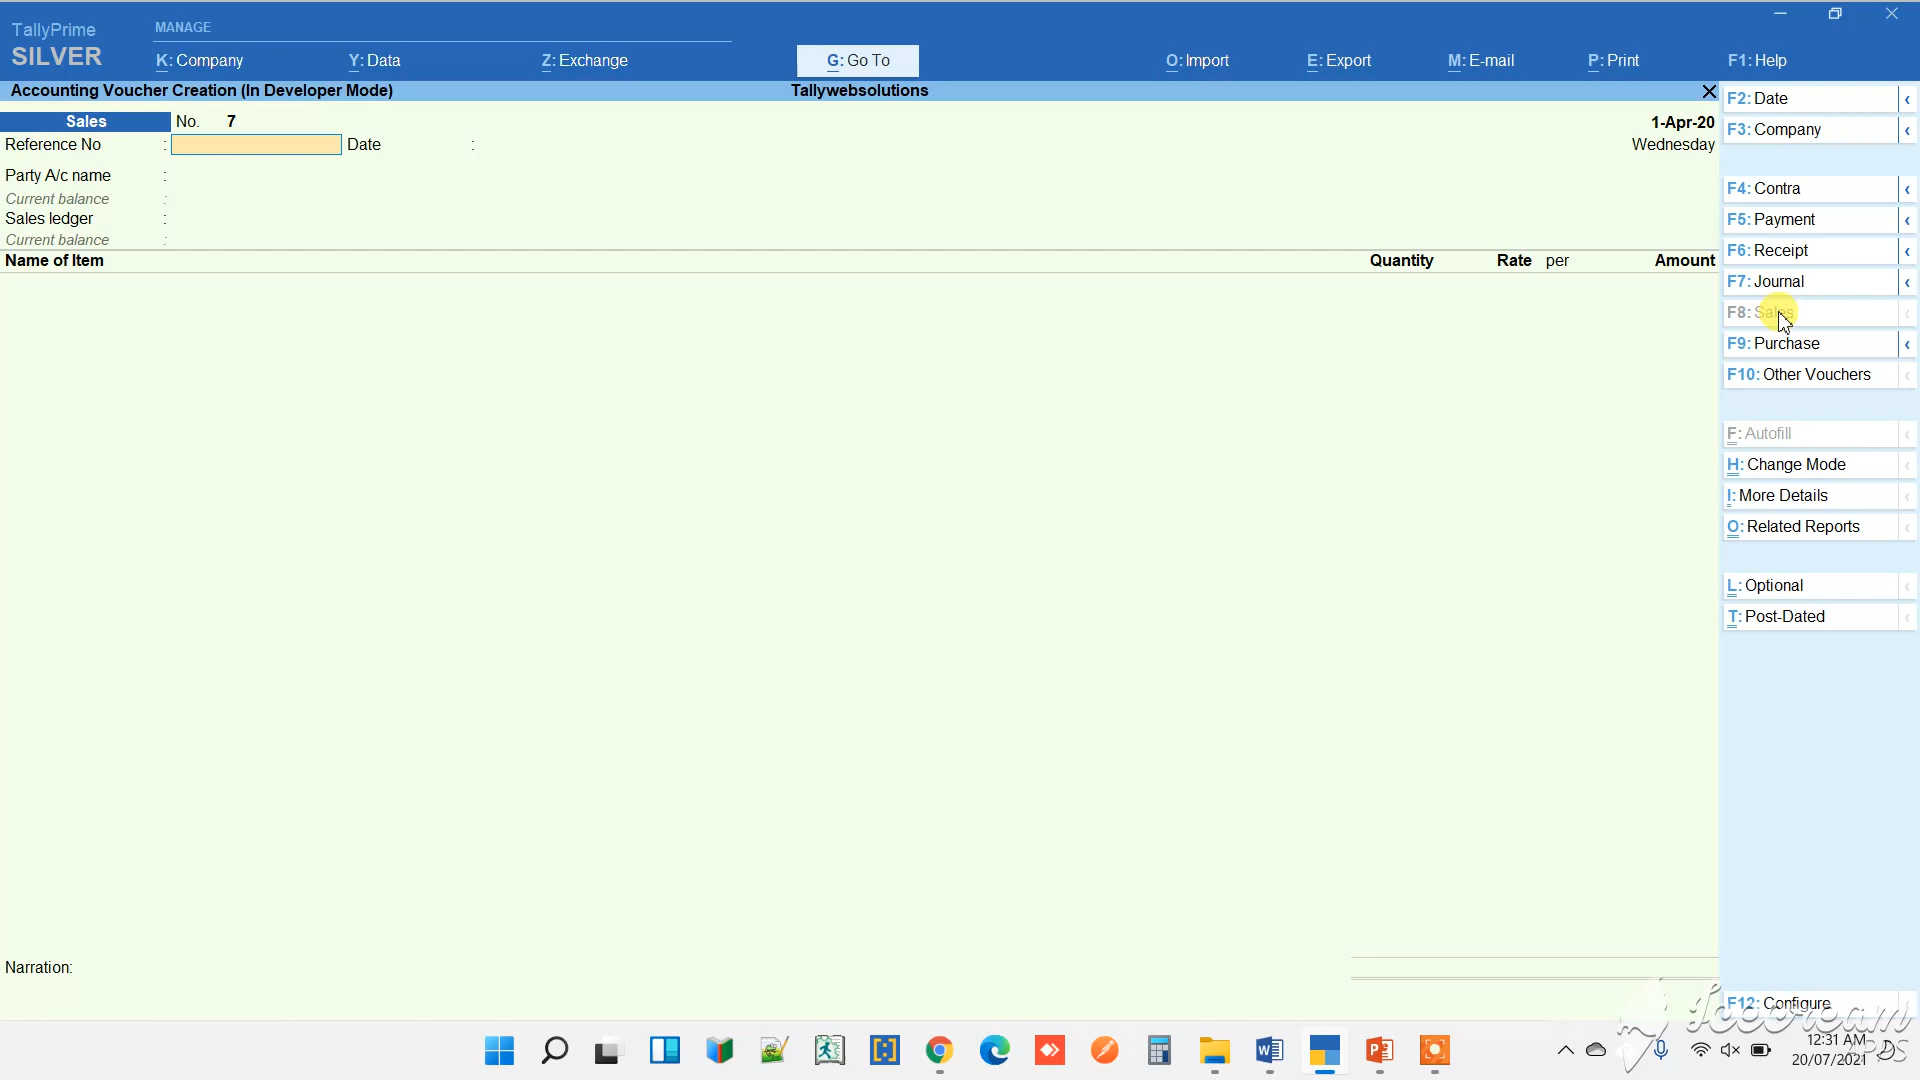 TallyPrime
SILVER
MANAGE
K: Company
Y: Data
Z: Exchange
G: Go To
O: Import
E: Export
M: E-mail
P: Print
F1: Help
Accounting Voucher Creation (In Developer Mode)
Tallywebsolutions
Sales No. 7
1-Apr-20
Reference No : Date :
Wednesday
Party A/c name :
Current balance :
Sales ledger :
Current balance :
Name of Item Quantity Rate per Amount
Narration:
F2: Date
F3: Company
F4: Contra
F5: Payment
F6: Receipt
F7: Journal
F8: Sales
F9: Purchase
F10: Other Vouchers
F: Autofill
H: Change Mode
I: More Details
O: Related Reports
L: Optional
T: Post-Dated
F12: Configure
Icecream
APPS
12:31 AM
20/07/2021